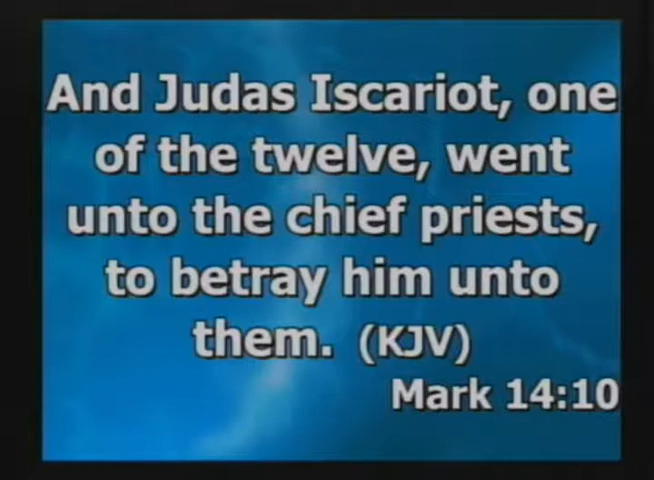 And Judas Iscariot, one
of the twelve, went
unto the chief priests,
to betray him unto
them. (KJV)
Mark 14:10